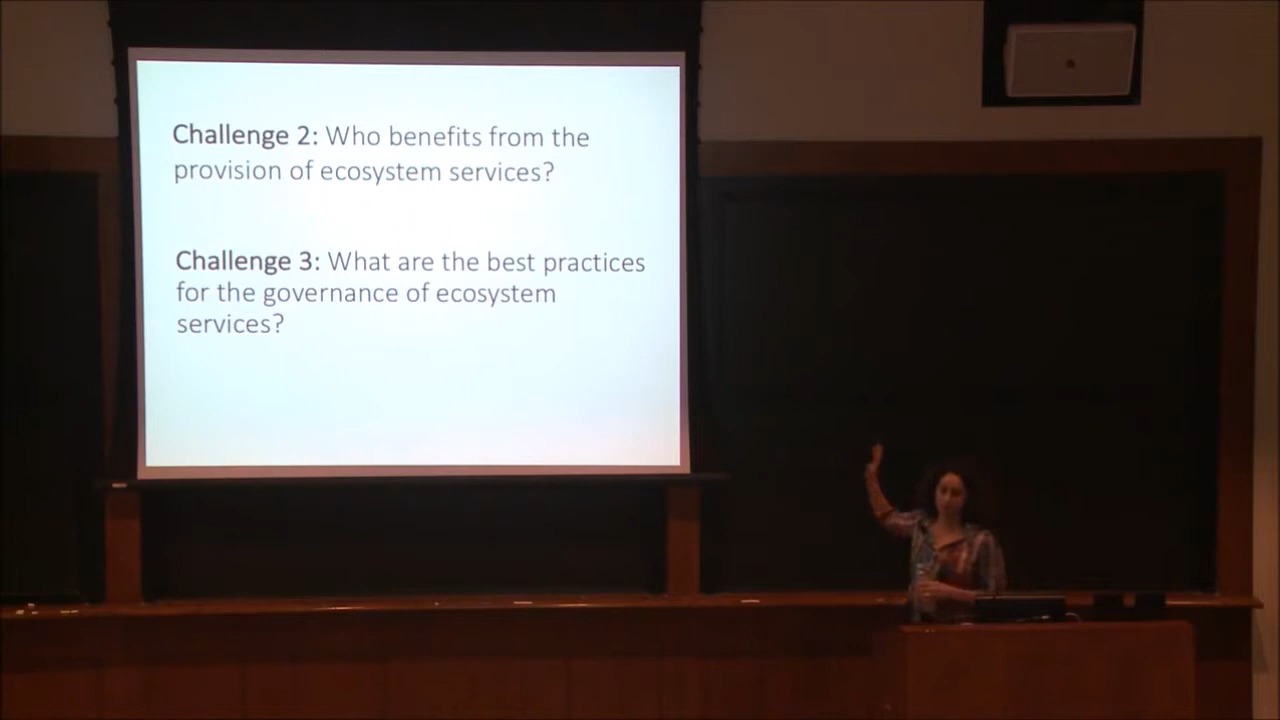 Challenge 2: Who benefits from the
provision of ecosystem services?
Challenge 3: What are the best practices
for the governance of ecosystem
services?